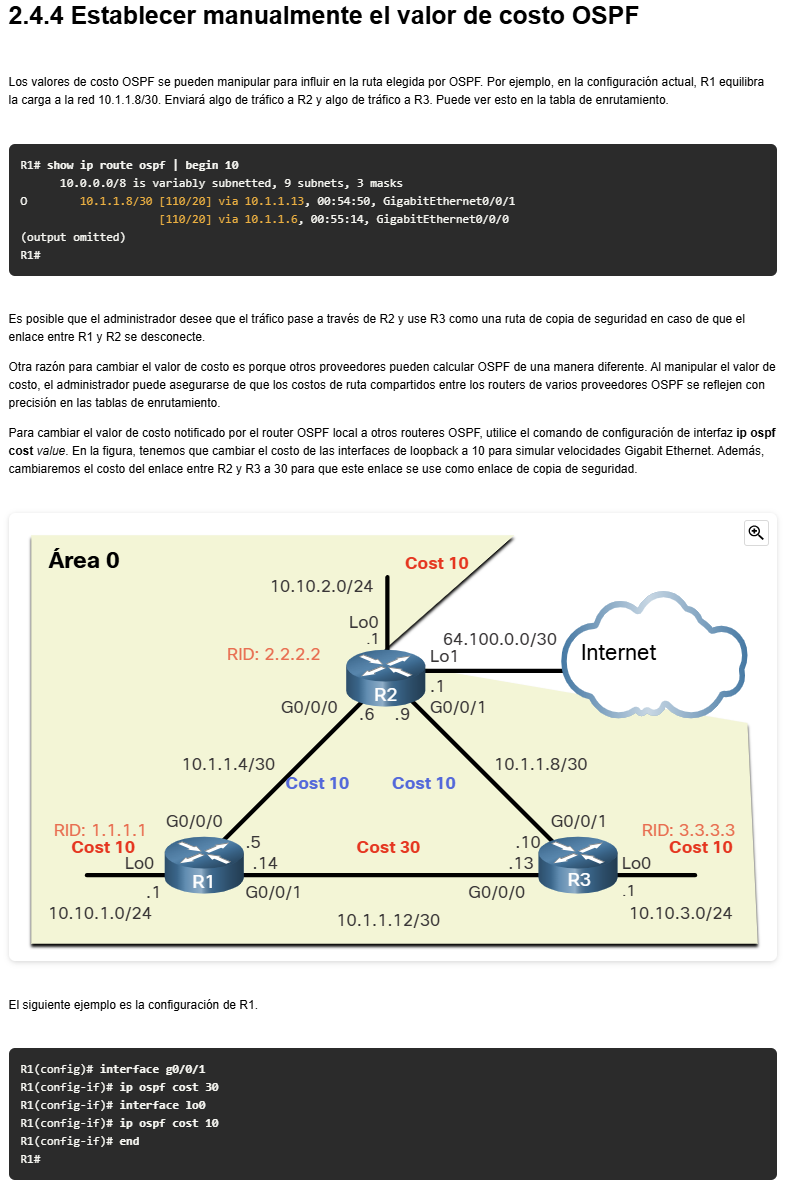 2.4.4 Establecer manualmente el valor de costo OSPF
Los valores de costo OSPF se pueden manipular para influir en la ruta elegida por OSPF. Por ejemplo, en la configuración actual, R1 equilibra
la carga a la red 10.1.1.8/30. Enviará algo de tráfico a R2 y algo de tráfico a R3. Puede ver esto en la tabla de enrutamiento.
R1# show ip route ospf | begin 10
10.0.0.0/8 is variably subnetted, 9 subnets, 3 masks
O 10.1.1.8/30 [110/20] via 10.1.1.13, 00:54:50, GigabitEthernet0/0/1
[110/20] via 10.1.1.6, 00:55:14, GigabitEthernet0/0/0
(output omitted)
R1#
Es posible que el administrador desee que el tráfico pase a través de R2 y use R3 como una ruta de copia de seguridad en caso de que el
enlace entre R1 y R2 se desconecte.
Otra razón para cambiar el valor de costo es porque otros proveedores pueden calcular OSPF de una manera diferente. Al manipular el valor de
costo, el administrador puede asegurarse de que los costos de ruta compartidos entre los routers de varios proveedores OSPF se reflejen con
precisión en las tablas de enrutamiento.
Para cambiar el valor de costo notificado por el router OSPF local a otros routeres OSPF, utilice el comando de configuración de interfaz ip ospf
cost value. En la figura, tenemos que cambiar el costo de las interfaces de loopback a 10 para simular velocidades Gigabit Ethernet. Además,
cambiaremos el costo del enlace entre R2 y R3 a 30 para que este enlace se use como enlace de copia de seguridad.
Área 0
Cost 10
10.10.2.0/24
Lo0
.1
64.100.0.0/30
Internet
RID: 2.2.2.2
Lo1
R2
.1
G0/0/0
.6
.9
G0/0/1
10.1.1.4/30
10.1.1.8/30
Cost 10
Cost 10
G0/0/0
G0/0/1
RID: 1.1.1.1
RID: 3.3.3.3
Cost 10
.5
Cost 30
.10
Cost 10
Lo0
.14
.13
Lo0
R1
R3
.1
G0/0/1
G0/0/0
.1
10.10.1.0/24
10.1.1.12/30
10.10.3.0/24
El siguiente ejemplo es la configuración de R1.
R1(config)# interface g0/0/1
R1(config-if)# ip ospf cost 30
R1(config-if)# interface lo0
R1(config-if)# ip ospf cost 10
R1(config-if)# end
R1#